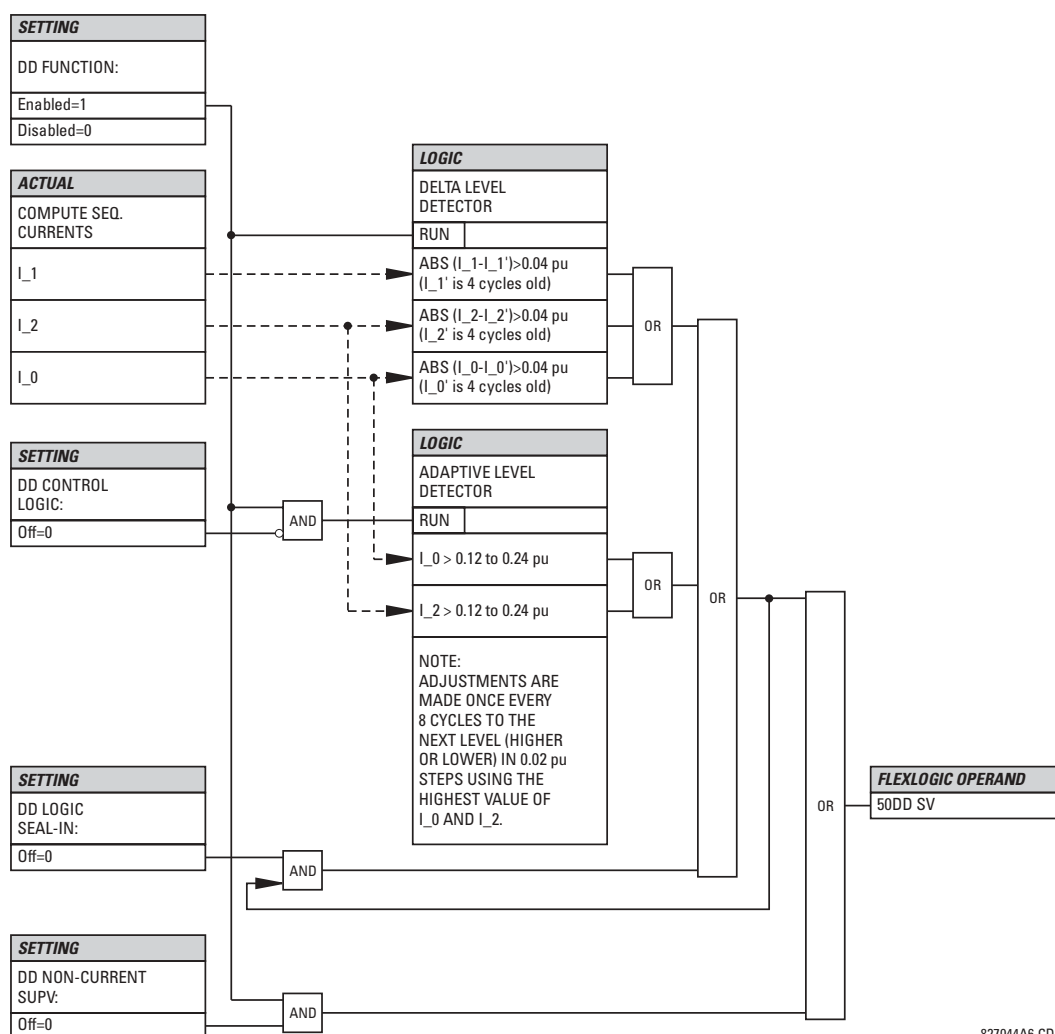 SETTING
DD FUNCTION:
Enabled=1
Disabled=0
ACTUAL
COMPUTE SEQ.
CURRENTS
I_1
I_2
I_0
SETTING
DD CONTROL
LOGIC:
Off=0
SETTING
DD LOGIC
SEAL-IN:
Off=0
SETTING
DD NON-CURRENT
SUPV:
Off=0
AND
AND
AND
LOGIC
DELTA LEVEL
DETECTOR
RUN
ABS (I_1-I_1')>0.04 pu
(I_1' is 4 cycles old)
ABS (I_2-I_2')>0.04 pu
(I_2' is 4 cycles old)
ABS (I_0-I_0')>0.04 pu
(I_0' is 4 cycles old)
LOGIC
ADAPTIVE LEVEL
DETECTOR
RUN
I_0 > 0.12 to 0.24 pu
I_2 > 0.12 to 0.24 pu
NOTE:
ADJUSTMENTS ARE
MADE ONCE EVERY
8 CYCLES TO THE
NEXT LEVEL (HIGHER
OR LOWER) IN 0.02 pu
STEPS USING THE
HIGHEST VALUE OF
I_0 AND I_2.
OR
OR
OR
OR
FLEXLOGIC OPERAND
50DD SV